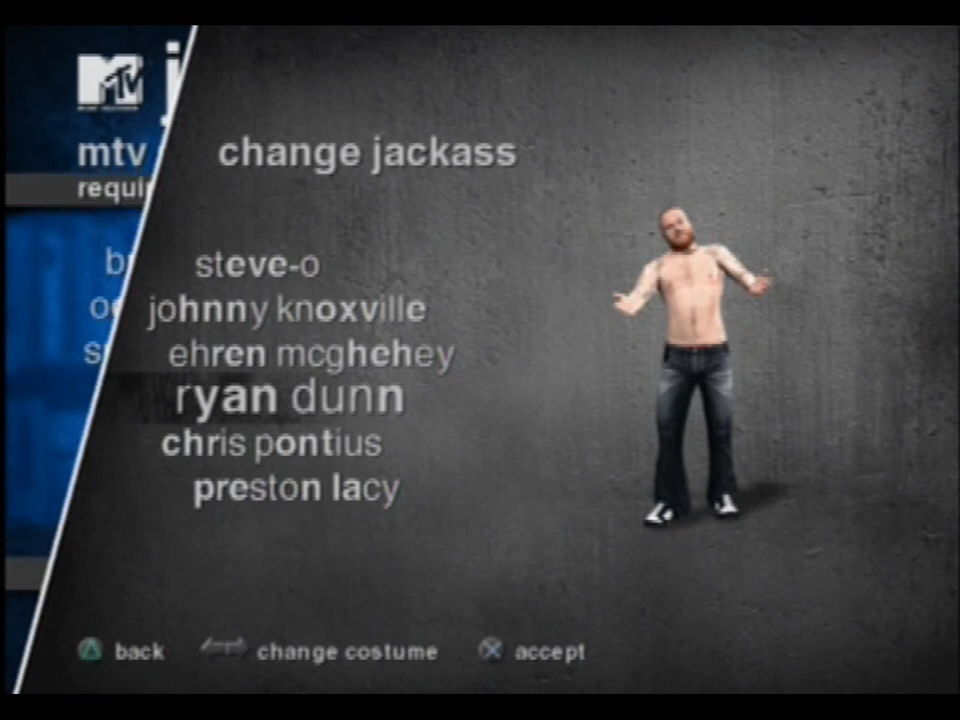 MTV
j
mtv
requi
change jackass
b
steve-o
o
johnny knoxville
s
ehren mcghehey
ryan dunn
chris pontius
preston lacy
back
change costume
accept